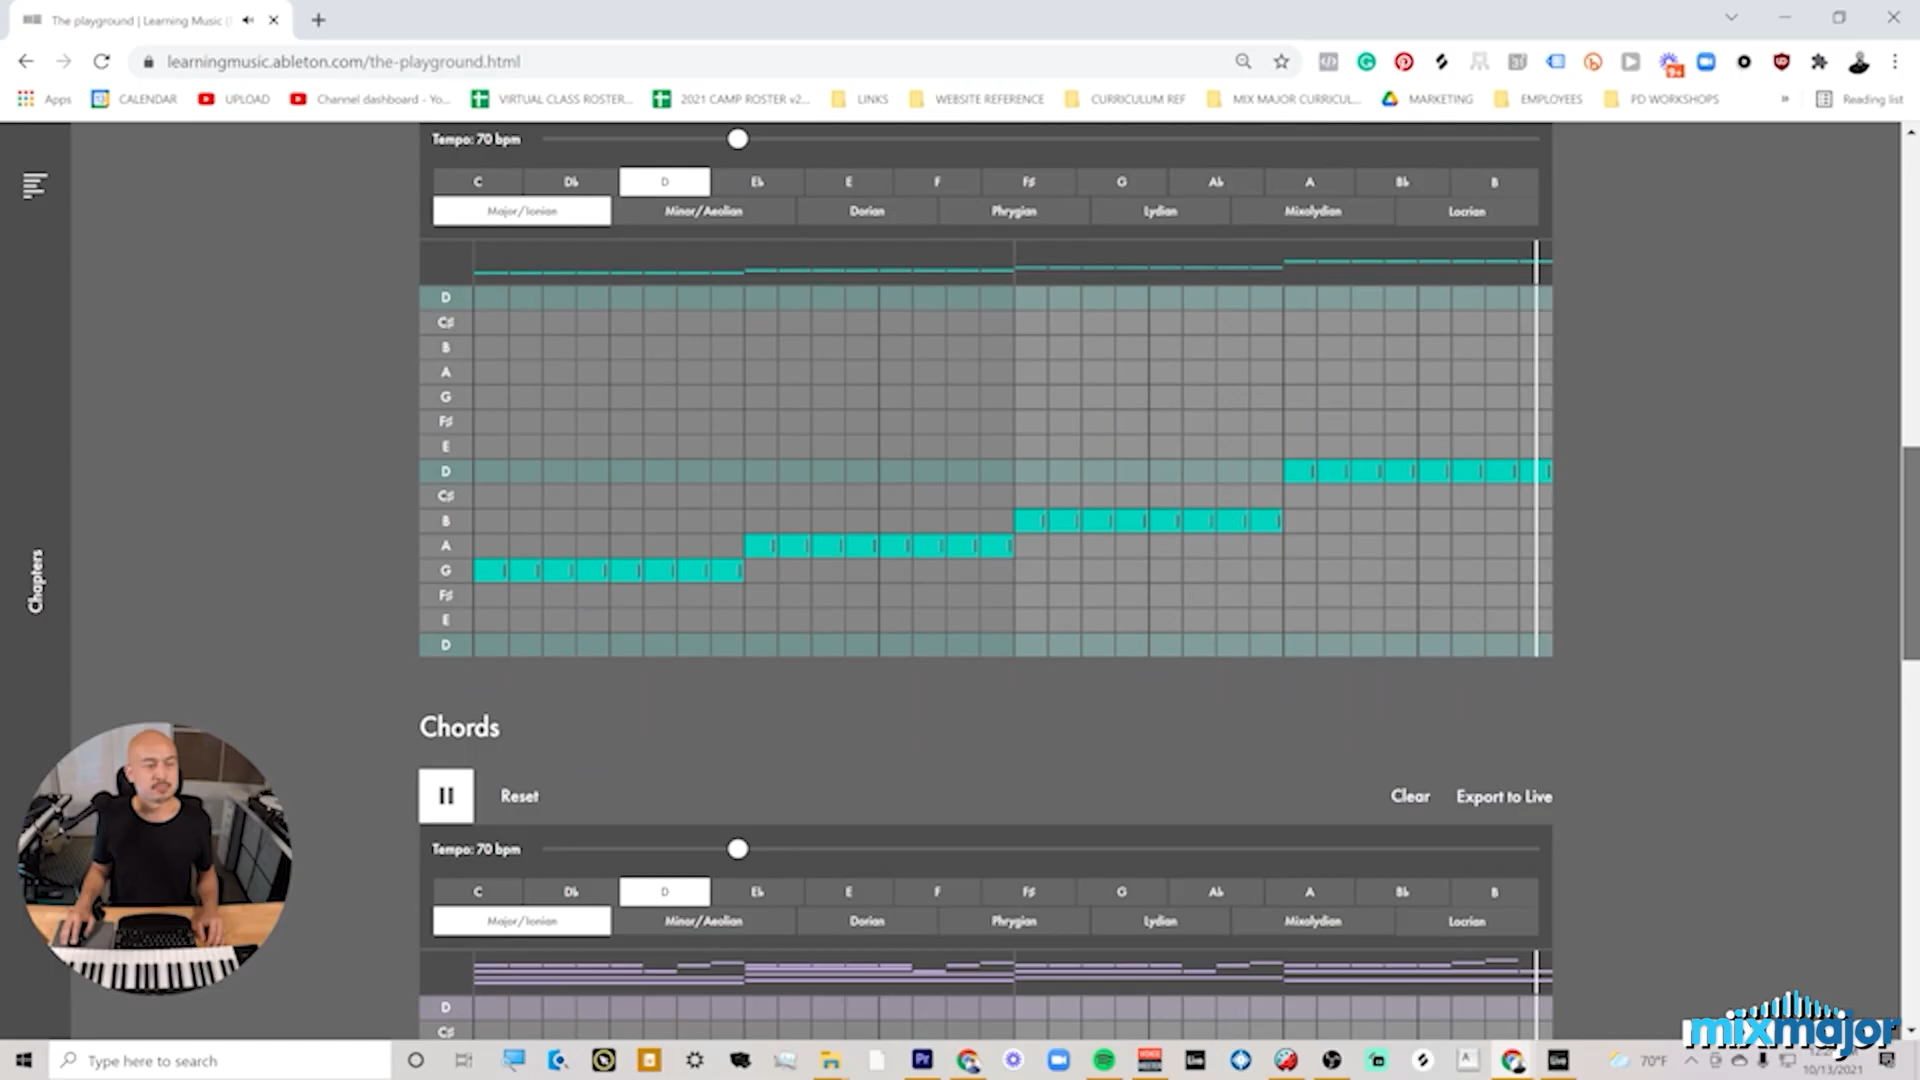 The playground | Learning Music (
learningmusic.ableton.com/the-playground.html
9+
Apps CALENDAR UPLOAD Channel dashboard - Yo... VIRTUAL CLASS ROSTER... 2021 CAMP ROSTER v2... LINKS WEBSITE REFERENCE CURRICULUM REF MIX MAJOR CURRICUL... MARKETING EMPLOYEES PD WORKSHOPS » Reading list
Tempo: 70 bpm
C D♭ D E♭ E F F♯ G A♭ A B♭ B
Major/Ionian Minor/Aeolian Dorian Phrygian Lydian Mixolydian Locrian
D
C♯
B
A
G
F♯
E
D
C♯
B
A
G
F♯
E
D
Chapters
Chords
Reset Clear Export to Live
Tempo: 70 bpm
C D♭ D E♭ E F F♯ G A♭ A B♭ B
Major/Ionian Minor/Aeolian Dorian Phrygian Lydian Mixolydian Locrian
D
C♯
mixmajor
Type here to search
Pr
Live
Live
70°F
10/13/2021